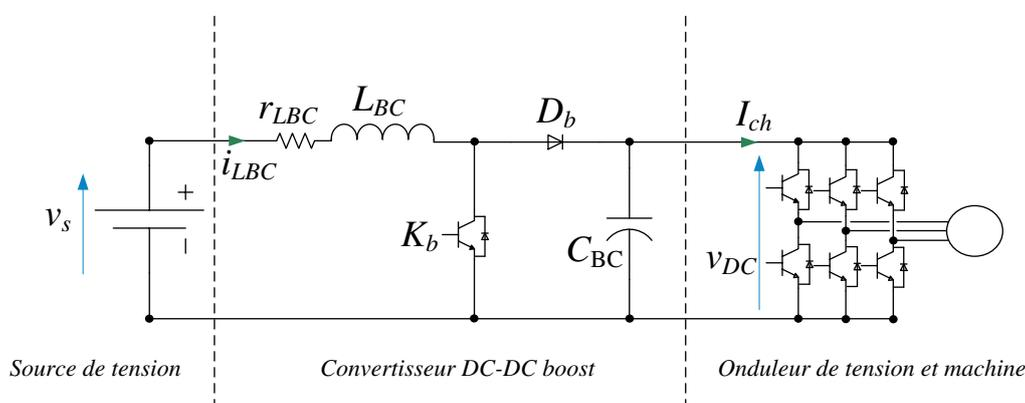 r_LBC
L_BC
D_b
I_ch
i_LBC
+
v_s
K_b
C_BC
v_DC
–
Source de tension
Convertisseur DC-DC boost
Onduleur de tension et machine